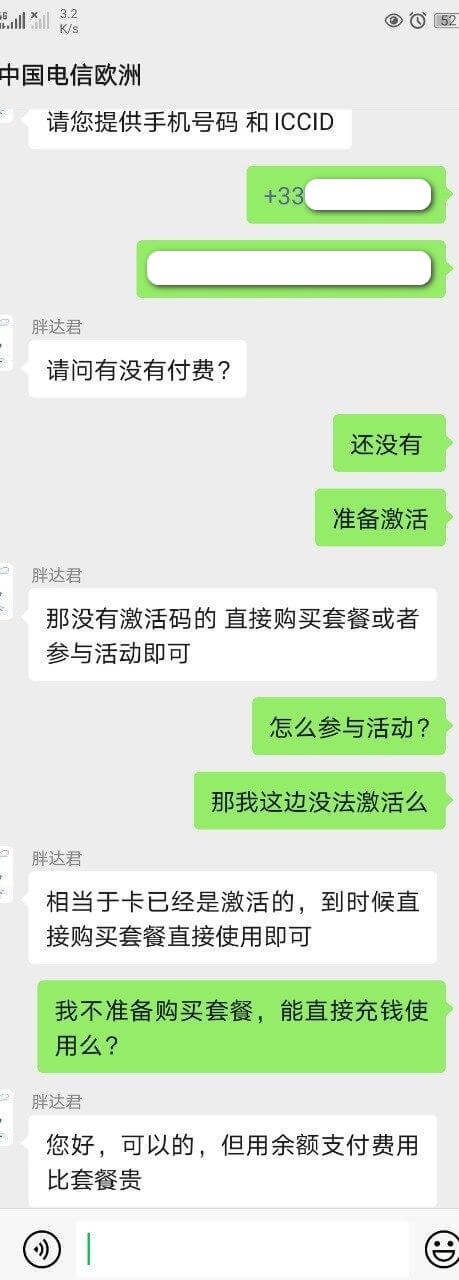 3.2
K/s
52
中国电信欧洲
请您提供手机号码 和 ICCID
+33
胖达君
请问有没有付费？
还没有
准备激活
胖达君
那没有激活码的 直接购买套餐或者
参与活动即可
怎么参与活动？
那我这边没法激活么
胖达君
相当于卡已经是激活的，到时候直
接购买套餐直接使用即可
我不准备购买套餐，能直接充钱使
用么？
胖达君
您好，可以的，但用余额支付费用
比套餐贵